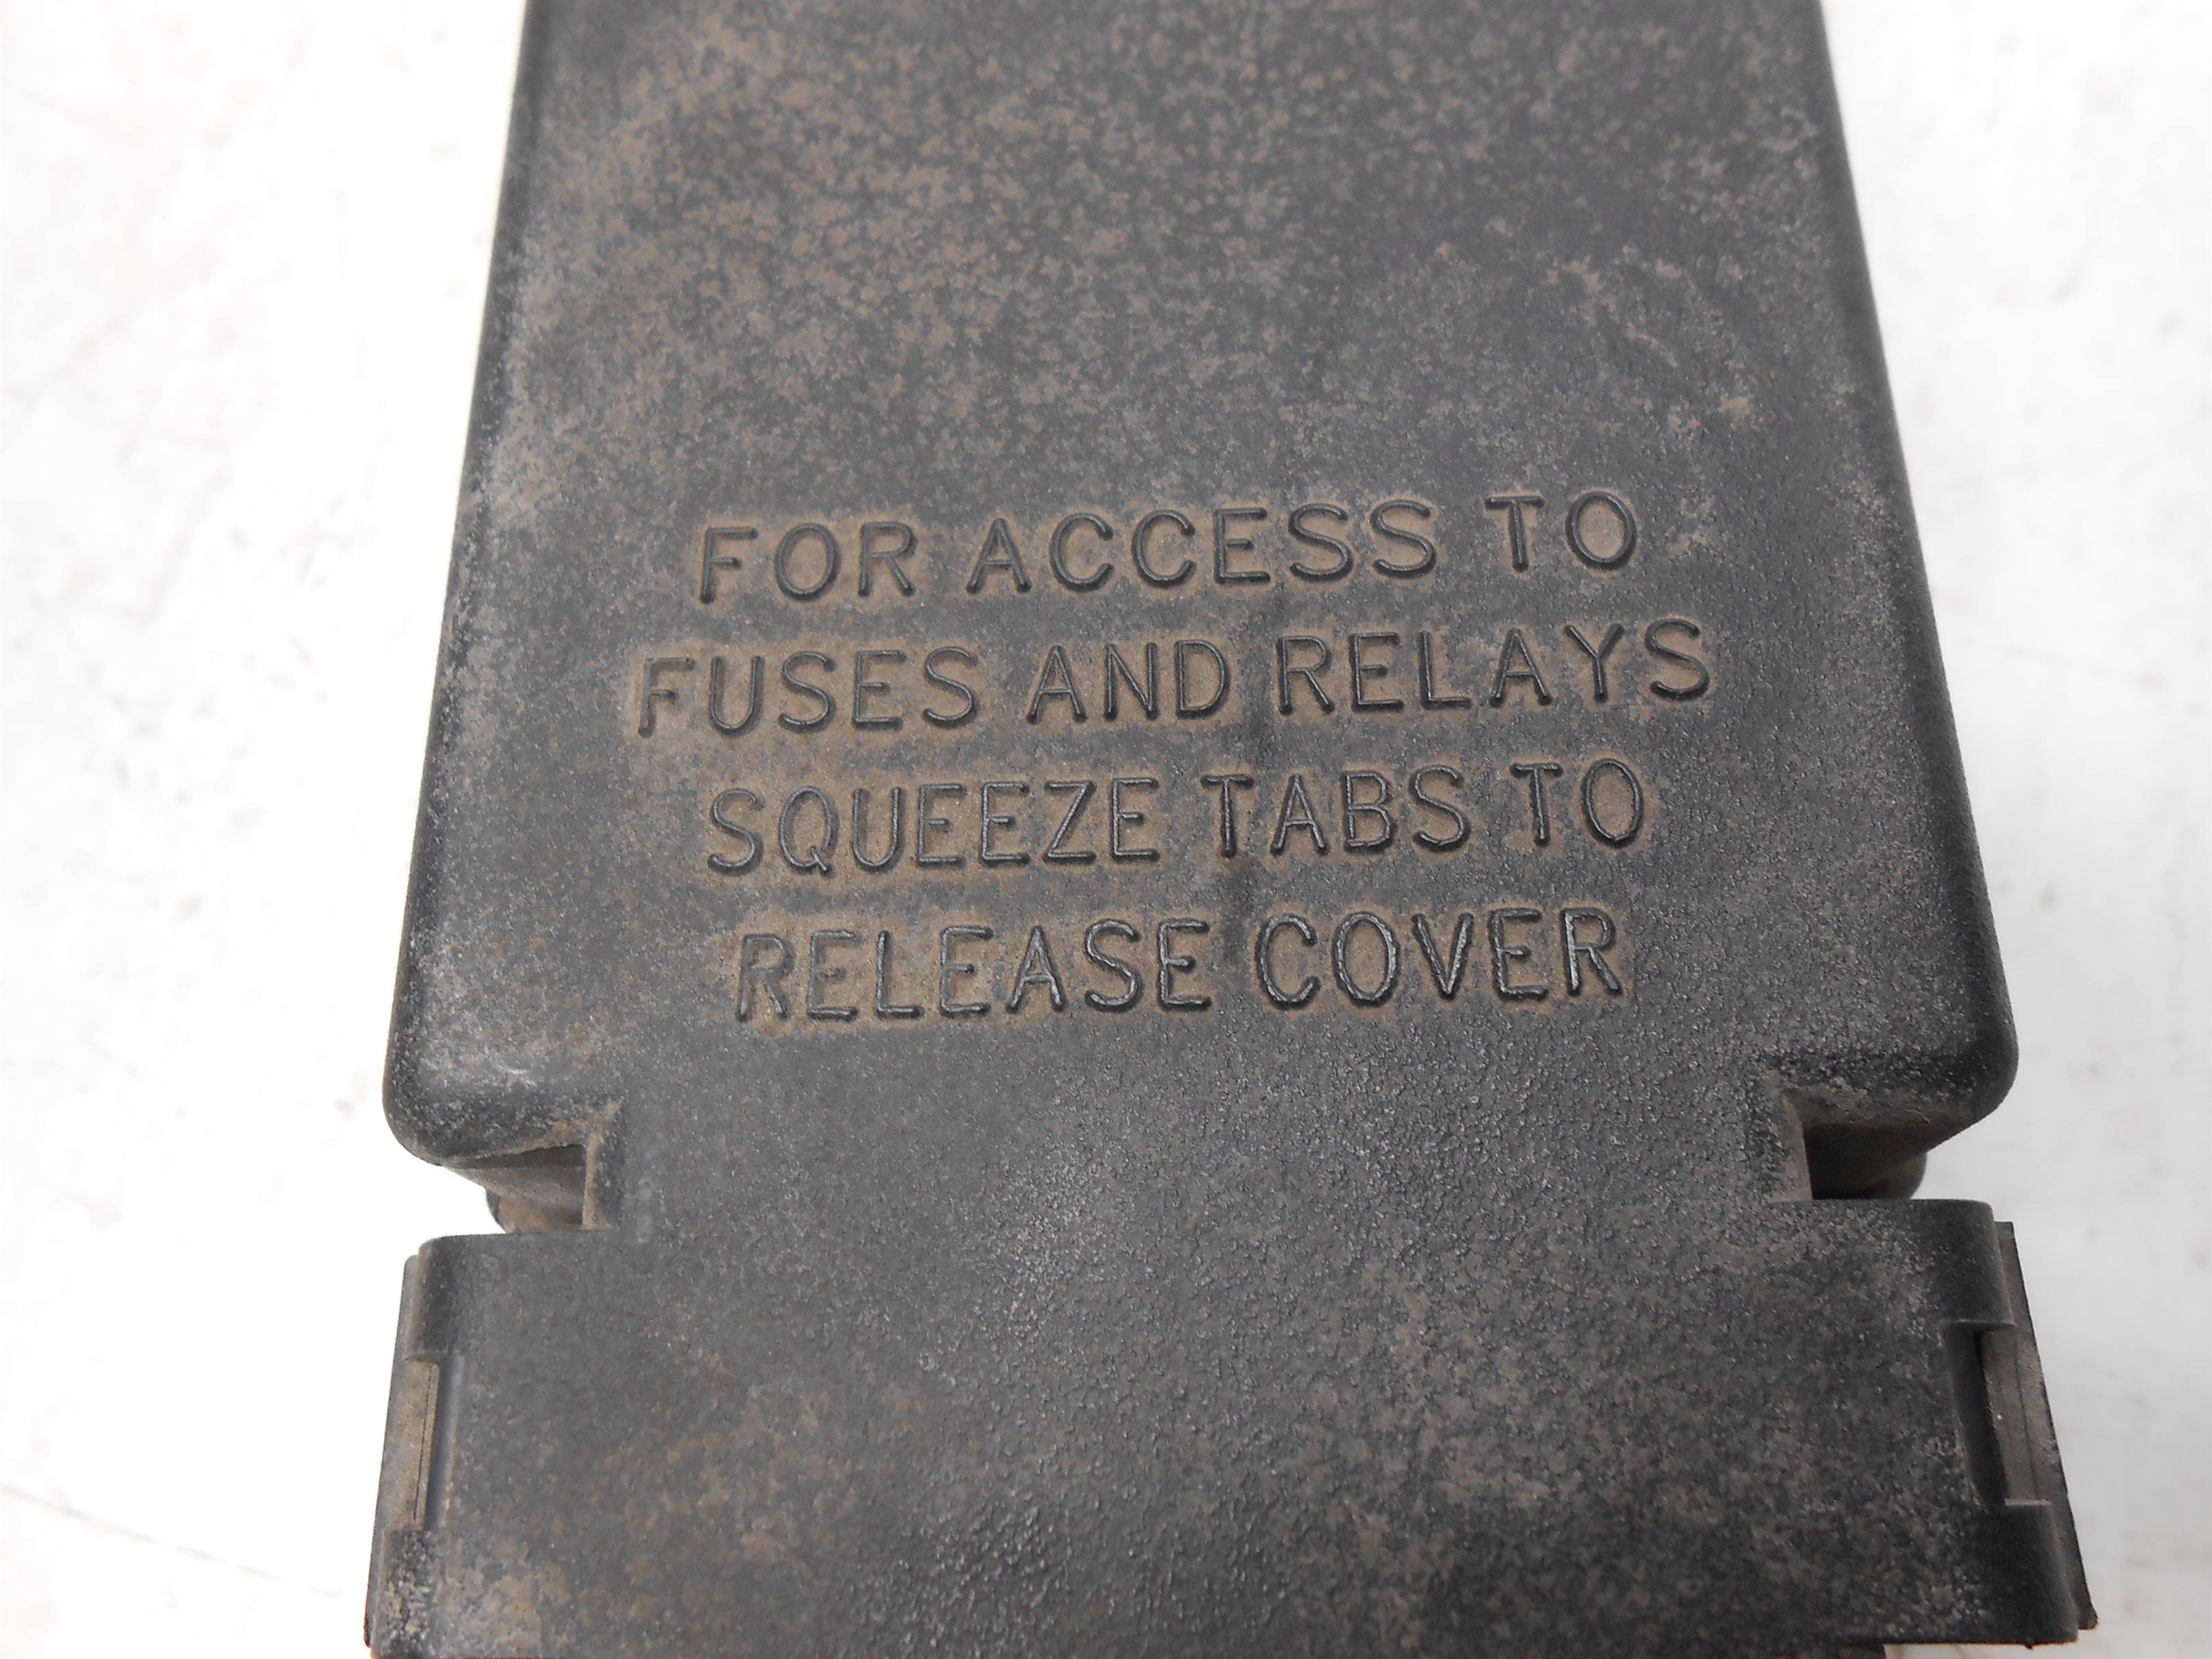 FOR ACCESS TO
FUSES AND RELAYS
SQUEEZE TABS TO
RELEASE COVER